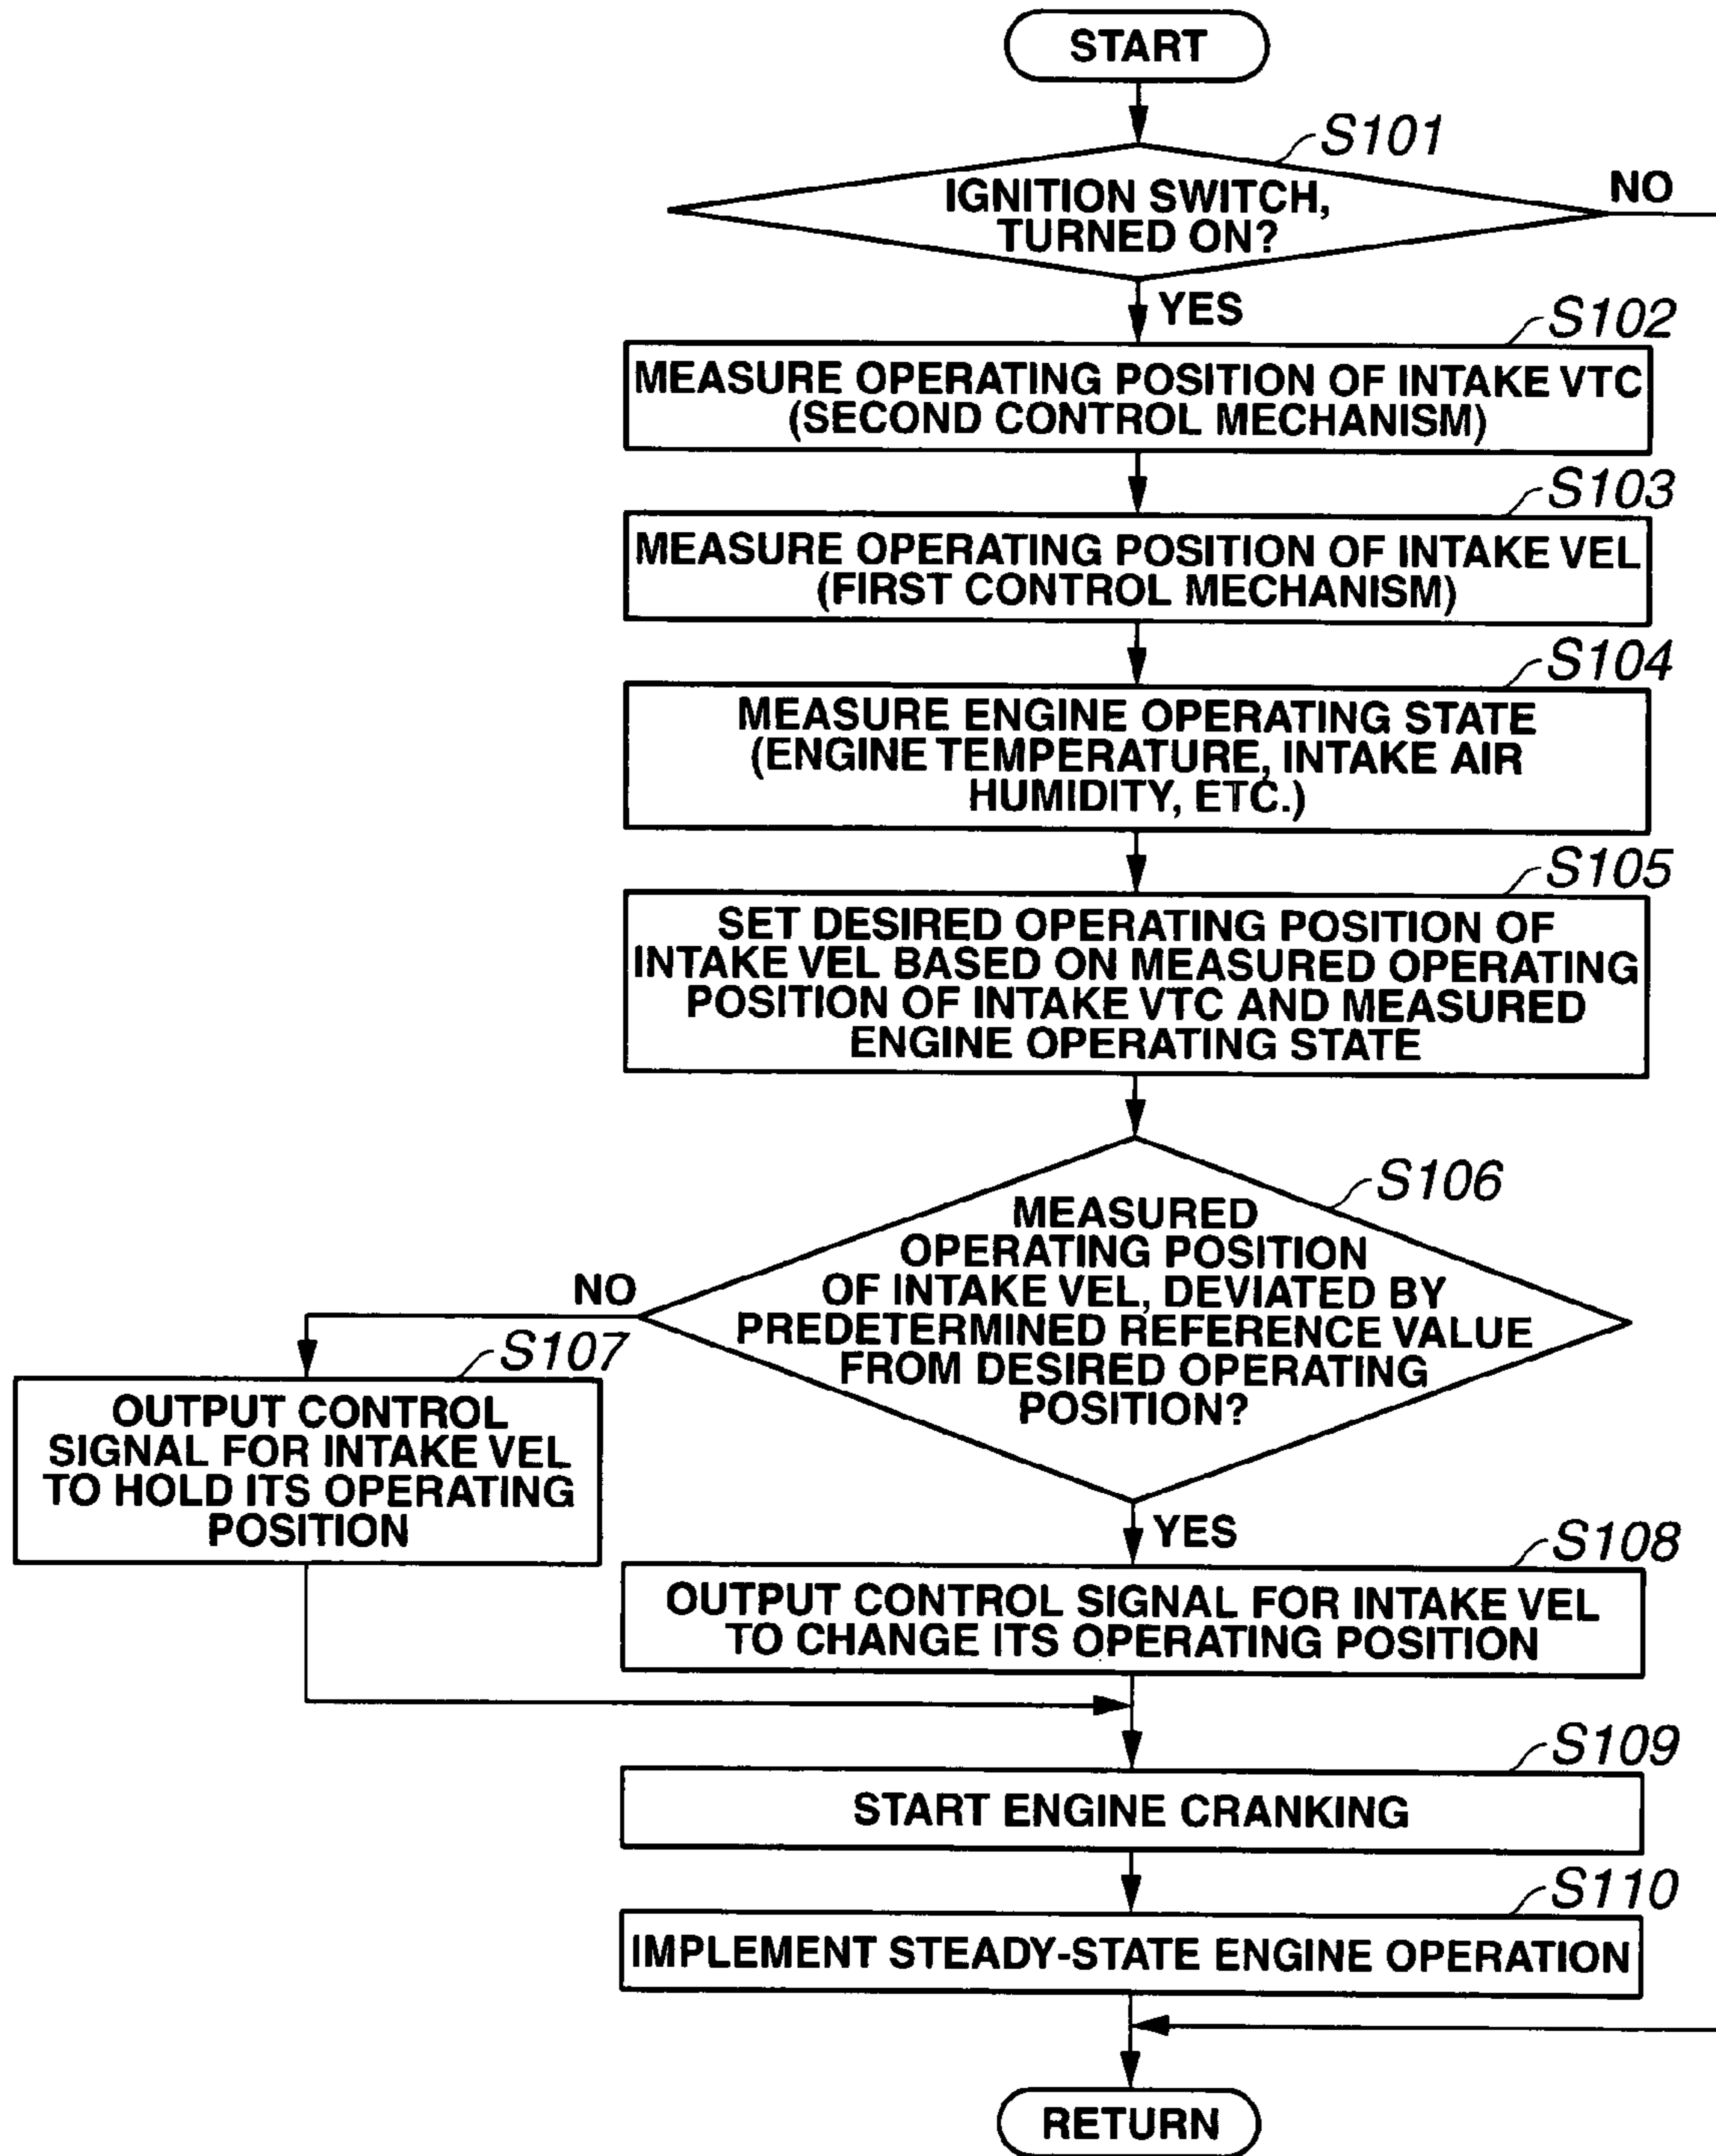 START
S101
IGNITION SWITCH,
TURNED ON?
NO
YES
S102
MEASURE OPERATING POSITION OF INTAKE VTC
(SECOND CONTROL MECHANISM)
S103
MEASURE OPERATING POSITION OF INTAKE VEL
(FIRST CONTROL MECHANISM)
S104
MEASURE ENGINE OPERATING STATE
(ENGINE TEMPERATURE, INTAKE AIR
HUMIDITY, ETC.)
S105
SET DESIRED OPERATING POSITION OF
INTAKE VEL BASED ON MEASURED OPERATING
POSITION OF INTAKE VTC AND MEASURED
ENGINE OPERATING STATE
S106
MEASURED
OPERATING POSITION
OF INTAKE VEL, DEVIATED BY
PREDETERMINED REFERENCE VALUE
FROM DESIRED OPERATING
POSITION?
NO
S107
OUTPUT CONTROL
SIGNAL FOR INTAKE VEL
TO HOLD ITS OPERATING
POSITION
YES
S108
OUTPUT CONTROL SIGNAL FOR INTAKE VEL
TO CHANGE ITS OPERATING POSITION
S109
START ENGINE CRANKING
S110
IMPLEMENT STEADY-STATE ENGINE OPERATION
RETURN